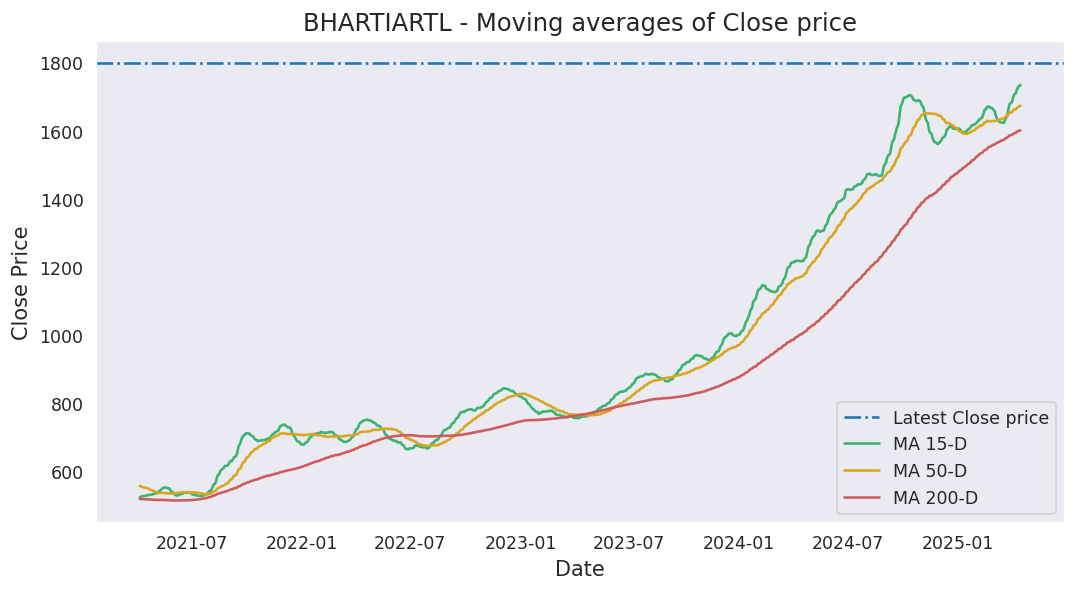 BHARTIARTL - Moving averages of Close price
1800
1600
1400
1200
1000
800
600
Close Price
2021-07
2022-01
2022-07
2023-01
2023-07
2024-01
2024-07
2025-01
Date
Latest Close price
MA 15-D
MA 50-D
MA 200-D